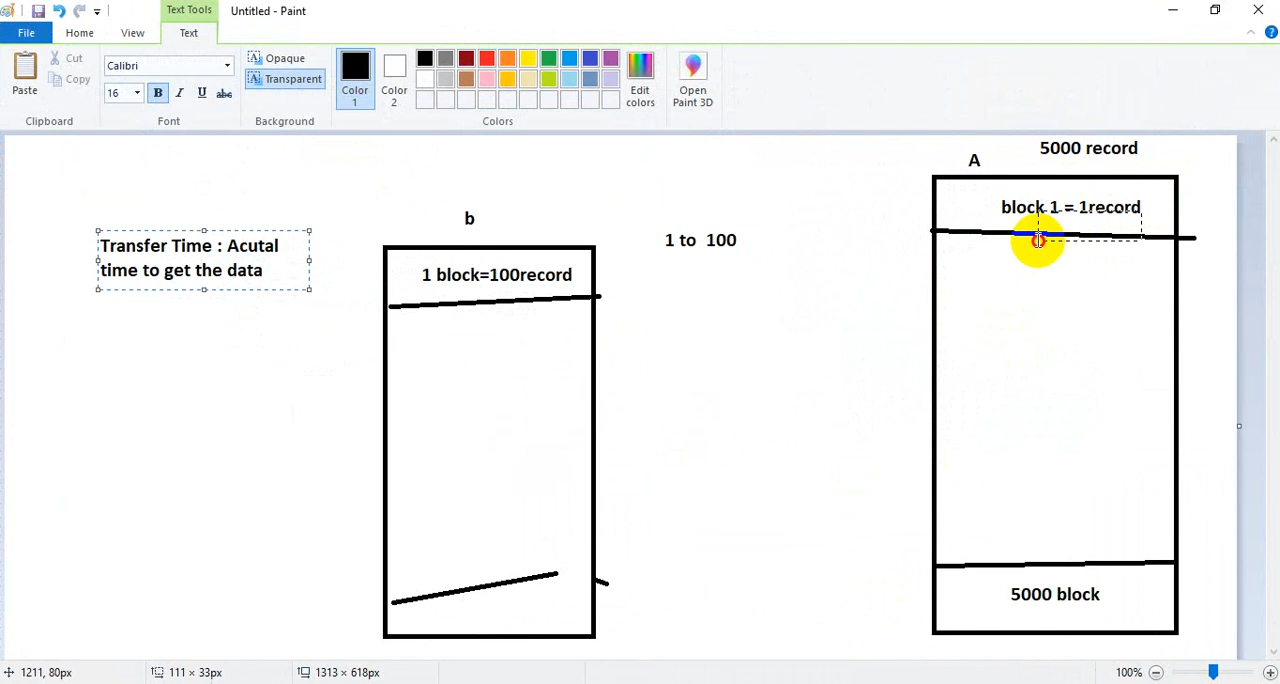 Text Tools
Untitled - Paint
File
Home
View
Text
Paste
Cut
Copy
Clipboard
Calibri
16
B
I
U
abc
Font
Opaque
Transparent
Background
Color
1
Color
2
Edit
colors
Colors
Open
Paint 3D
5000 record
A
block 1 = 1record
b
Transfer Time : Acutal
time to get the data
1 to 100
1 block=100record
5000 block
1211, 80px
111 × 33px
1313 × 618px
100%